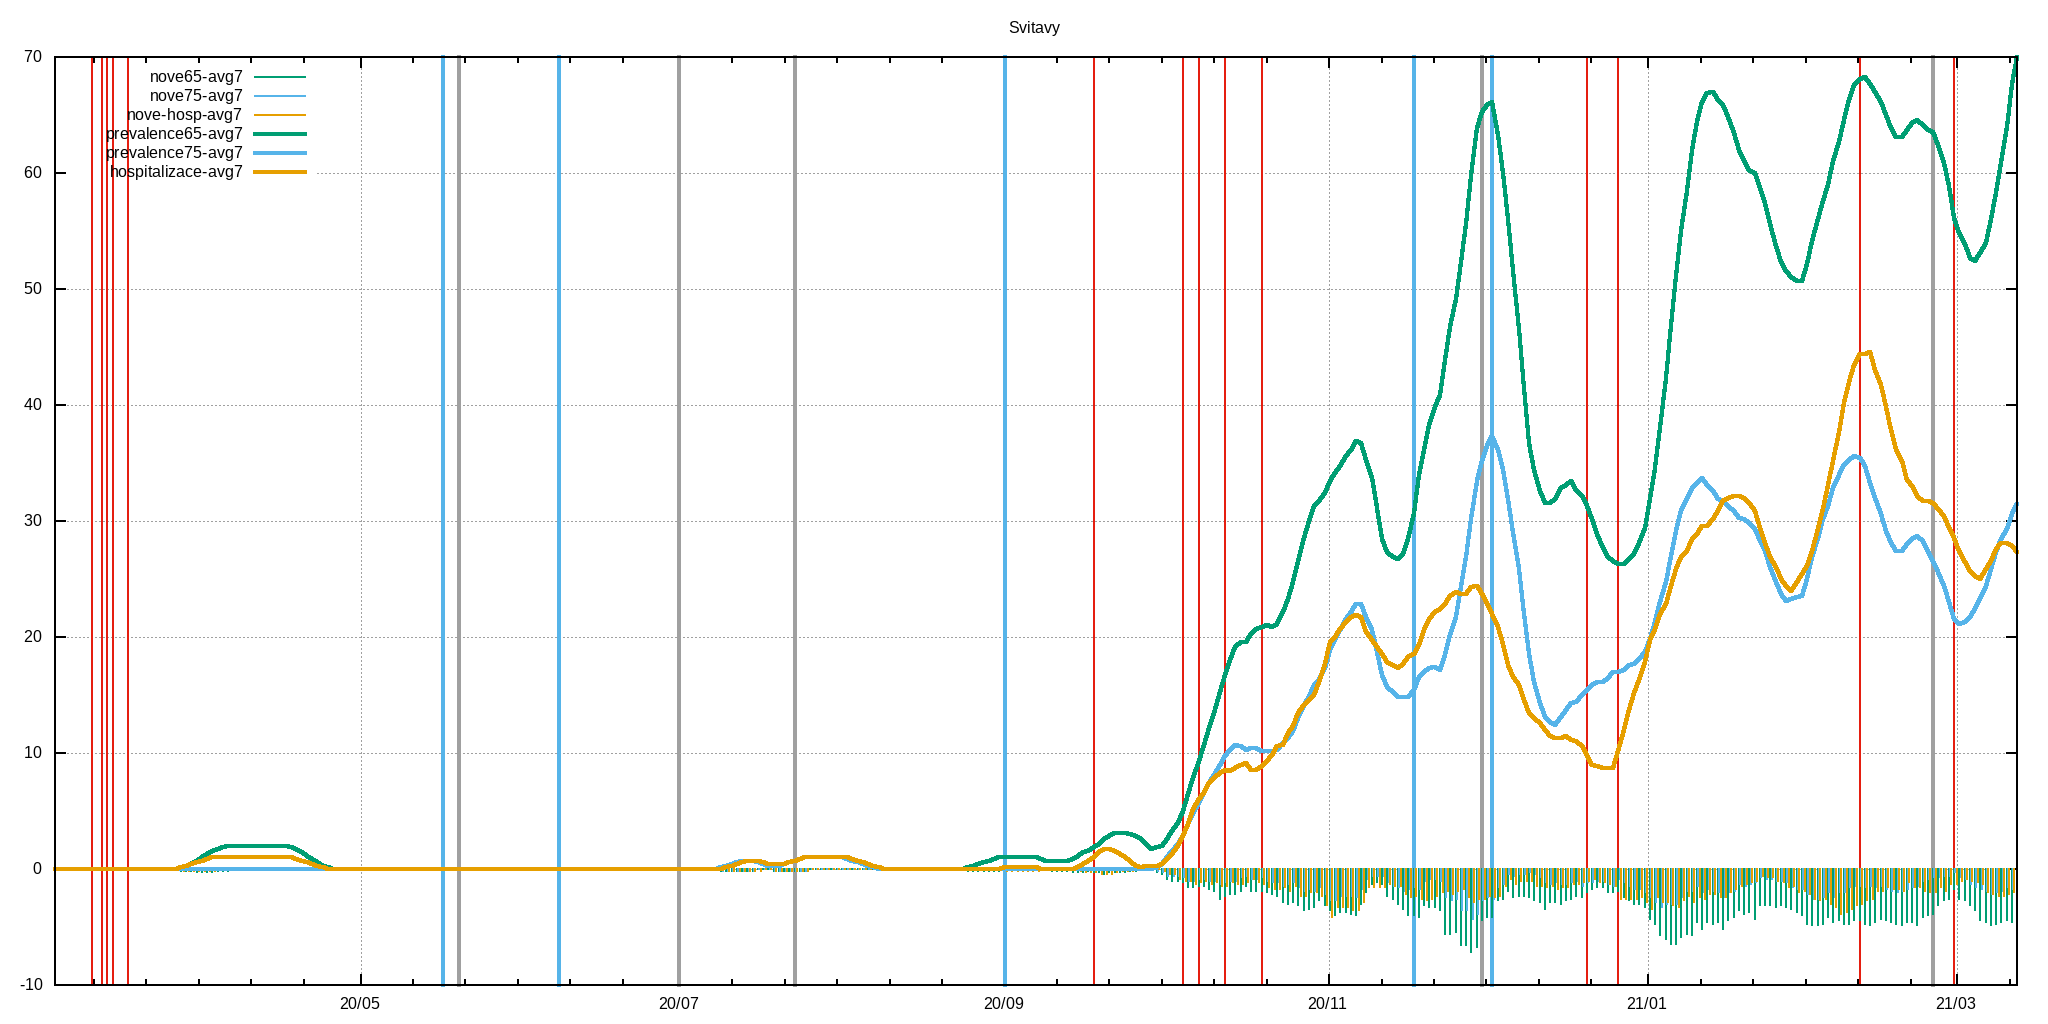 Svitavy
70
60
50
40
30
20
10
0
-10
nove65-avg7
nove75-avg7
nove-hosp-avg7
prevalence65-avg7
prevalence75-avg7
hospitalizace-avg7
20/05 20/07 20/09 20/11 21/01 21/03